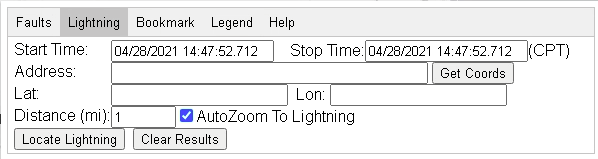 Faults Lightning Bookmark Legend Help
Start Time: 04/28/2021 14:47:52.712 Stop Time: 04/28/2021 14:47:52.712 (CPT)
Address: Get Coords
Lat: Lon:
Distance (mi): 1 AutoZoom To Lightning
Locate Lightning Clear Results